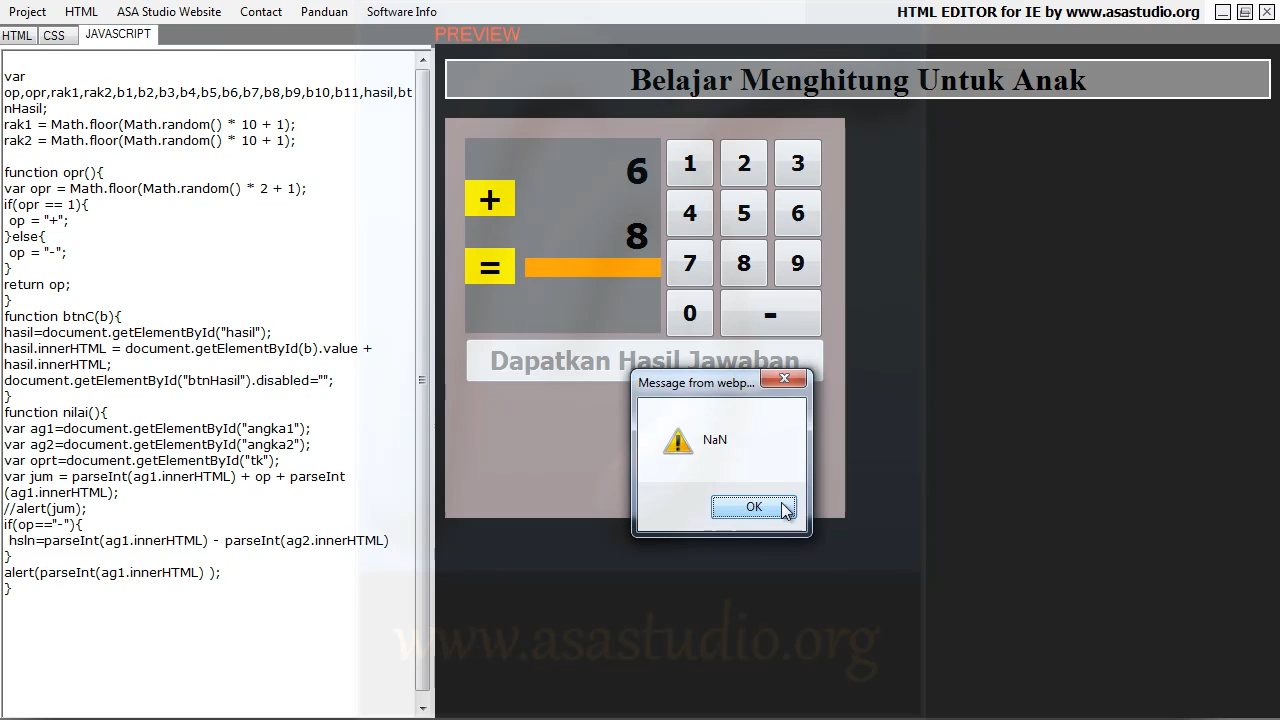 Project HTML ASA Studio Website Contact Panduan Software Info HTML EDITOR for IE by www.asastudio.org
HTML CSS JAVASCRIPT PREVIEW
var
op,opr,rak1,rak2,b1,b2,b3,b4,b5,b6,b7,b8,b9,b10,b11,hasil,bt
nHasil;
rak1 = Math.floor(Math.random() * 10 + 1);
rak2 = Math.floor(Math.random() * 10 + 1);
function opr(){
var opr = Math.floor(Math.random() * 2 + 1);
if(opr == 1){
op = "+";
}else{
op = "-";
}
return op;
}
function btnC(b){
hasil=document.getElementById("hasil");
hasil.innerHTML = document.getElementById(b).value +
hasil.innerHTML;
document.getElementById("btnHasil").disabled="";
}
function nilai(){
var ag1=document.getElementById("angka1");
var ag2=document.getElementById("angka2");
var oprt=document.getElementById("tk");
var jum = parseInt(ag1.innerHTML) + op + parseInt
(ag1.innerHTML);
//alert(jum);
if(op=="-"){
hsln=parseInt(ag1.innerHTML) - parseInt(ag2.innerHTML)
}
alert(parseInt(ag1.innerHTML) );
}
Belajar Menghitung Untuk Anak
6
+
8
=
1 2 3
4 5 6
7 8 9
0 -
Dapatkan Hasil Jawaban
Message from webp...
NaN
OK
www.asastudio.org